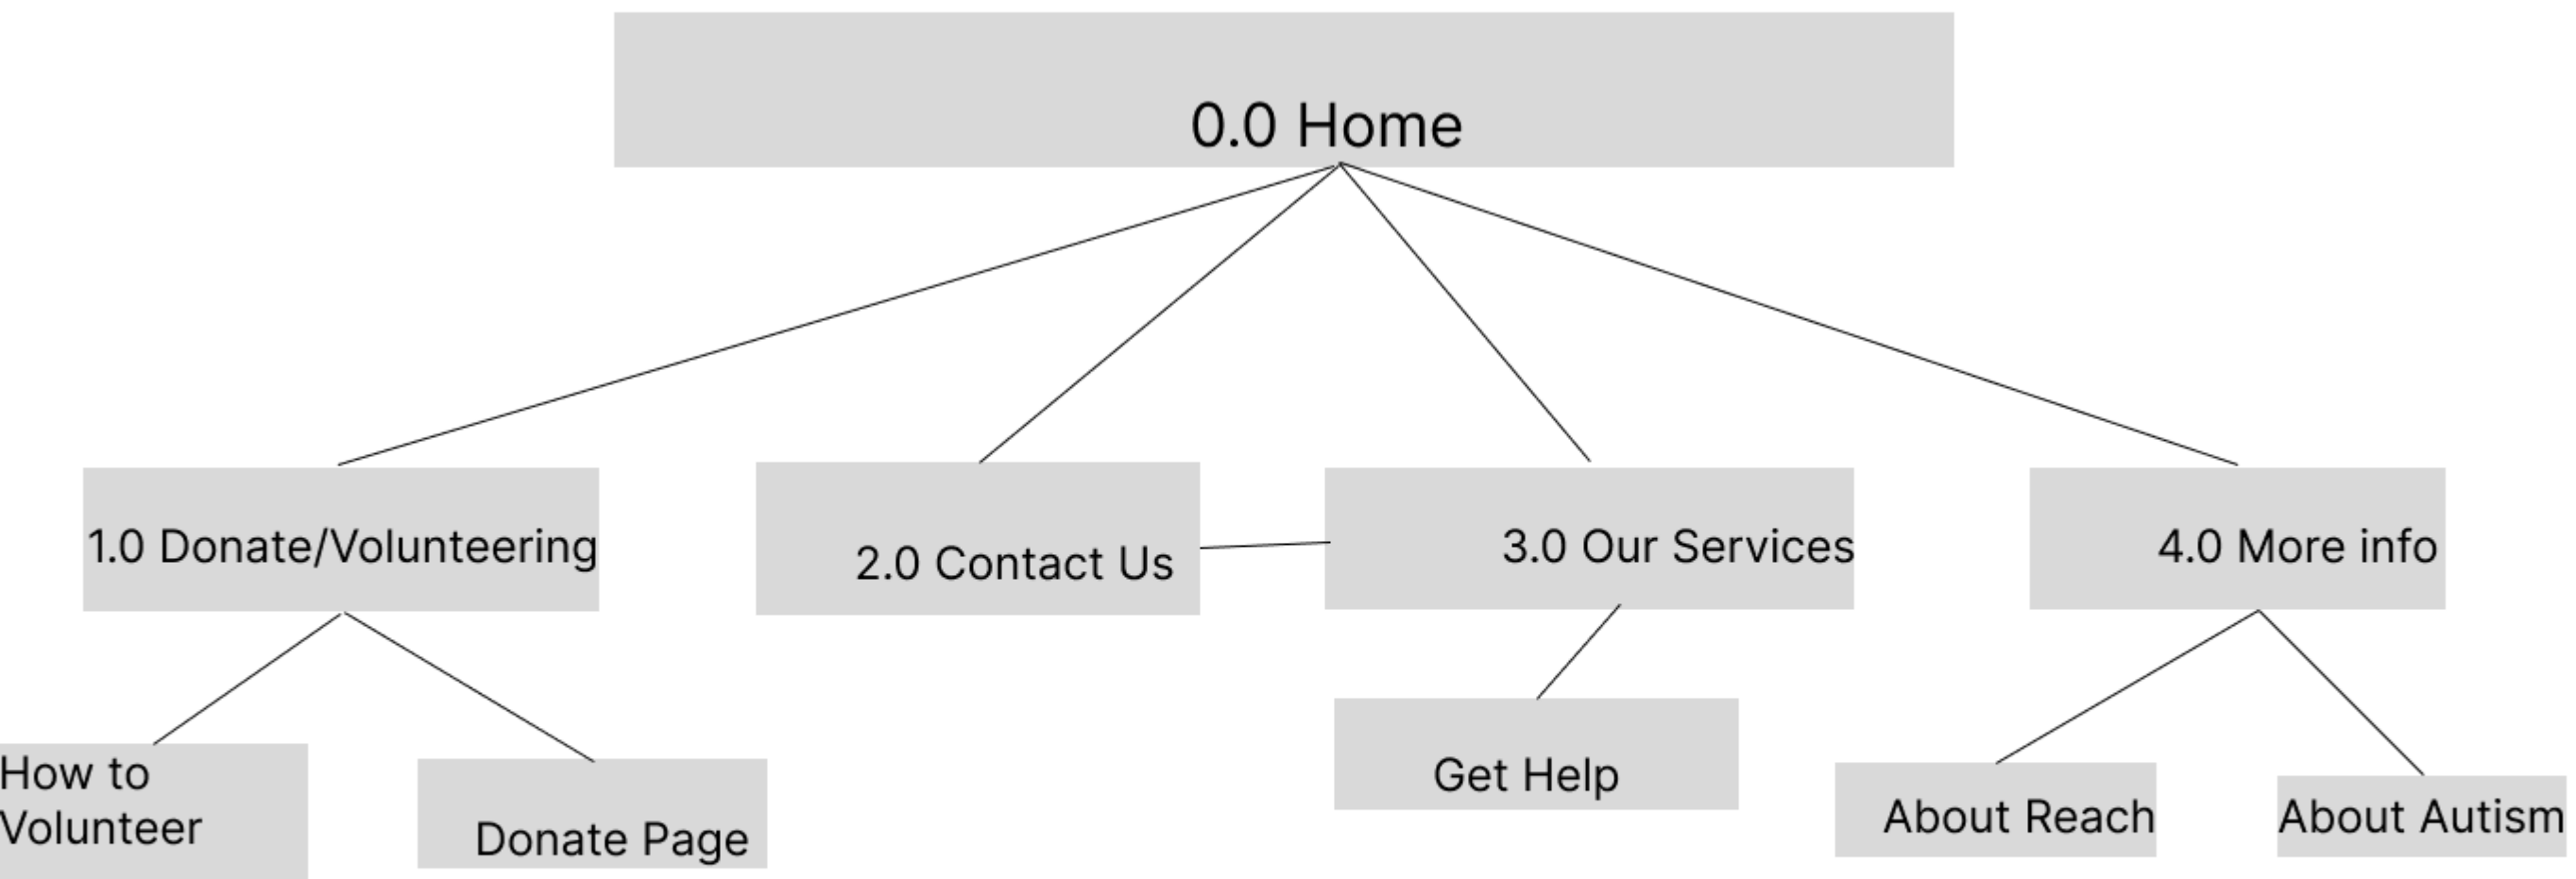 0.0 Home
1.0 Donate/Volunteering
2.0 Contact Us
3.0 Our Services
4.0 More info
How to
Volunteer
Donate Page
Get Help
About Reach
About Autism